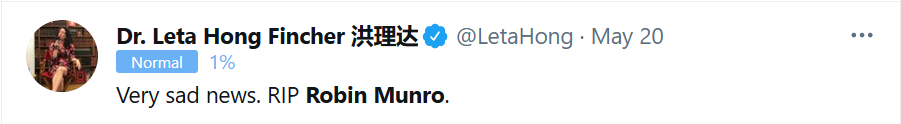 Dr. Leta Hong Fincher 洪理达 @LetaHong · May 20
Normal 1%
Very sad news. RIP Robin Munro.